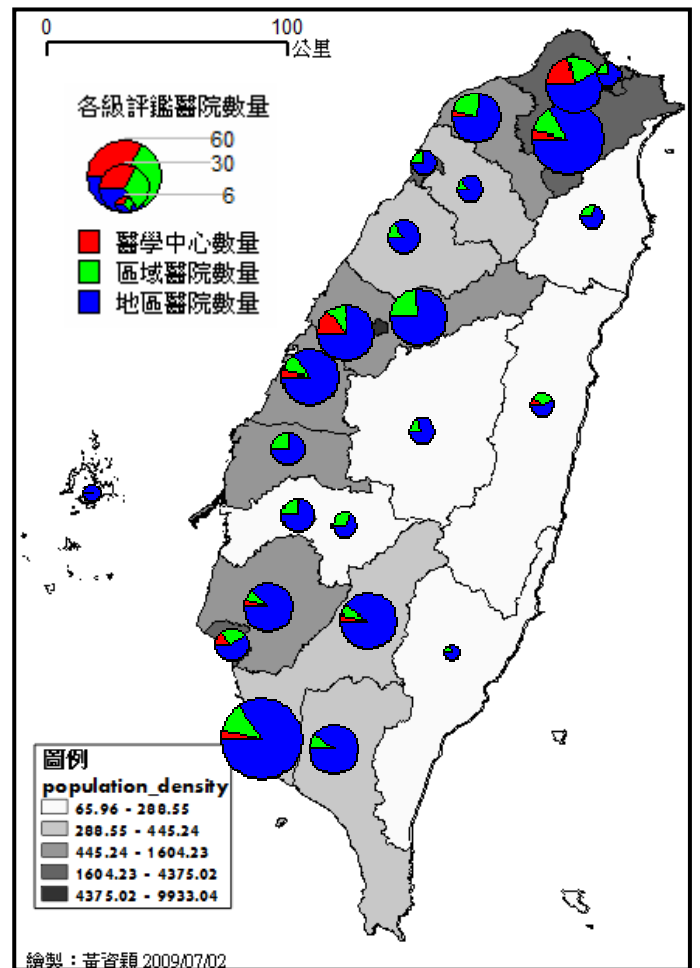 0 100
公里
各級評鑑醫院數量
60
30
6
醫學中心數量
區域醫院數量
地區醫院數量
圖例
population_density
65.96 - 288.55
288.55 - 445.24
445.24 - 1604.23
1604.23 - 4375.02
4375.02 - 9933.04
繪製：黃資穎 2009/07/02